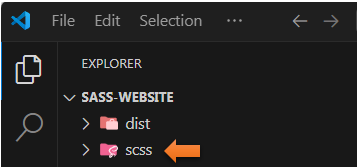 File Edit Selection ...
EXPLORER
SASS-WEBSITE
dist
scss